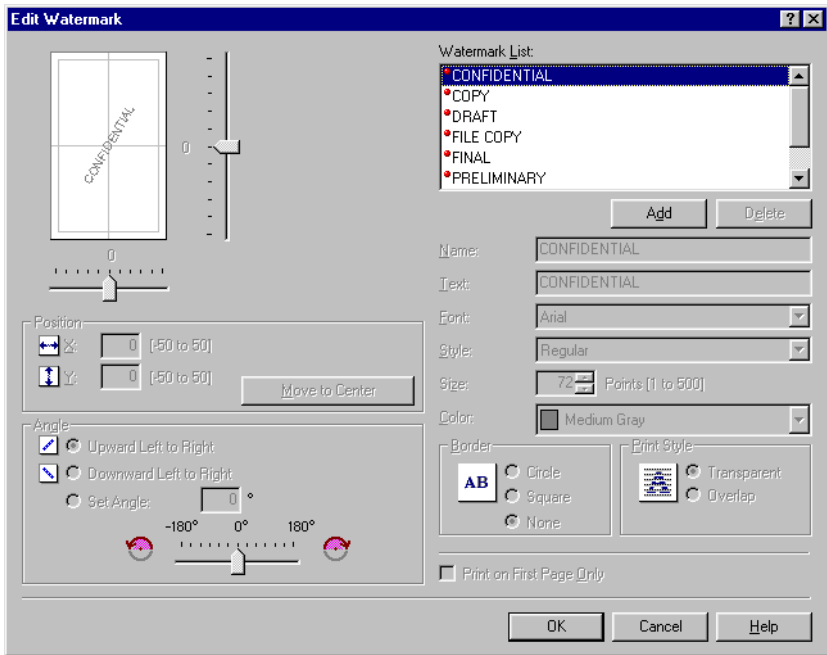 Edit Watermark
CONFIDENTIAL
0
0
Position
X: 0 [-50 to 50]
Y: 0 [-50 to 50]
Move to Center
Angle
Upward Left to Right
Downward Left to Right
Set Angle: 0 °
-180° 0° 180°
Watermark List:
CONFIDENTIAL
COPY
DRAFT
FILE COPY
FINAL
PRELIMINARY
Add Delete
Name: CONFIDENTIAL
Text: CONFIDENTIAL
Font: Arial
Style: Regular
Size: 72 Points [1 to 500]
Color: Medium Gray
Border
AB
Circle
Square
None
Print Style
Transparent
Overlap
Print on First Page Only
OK Cancel Help